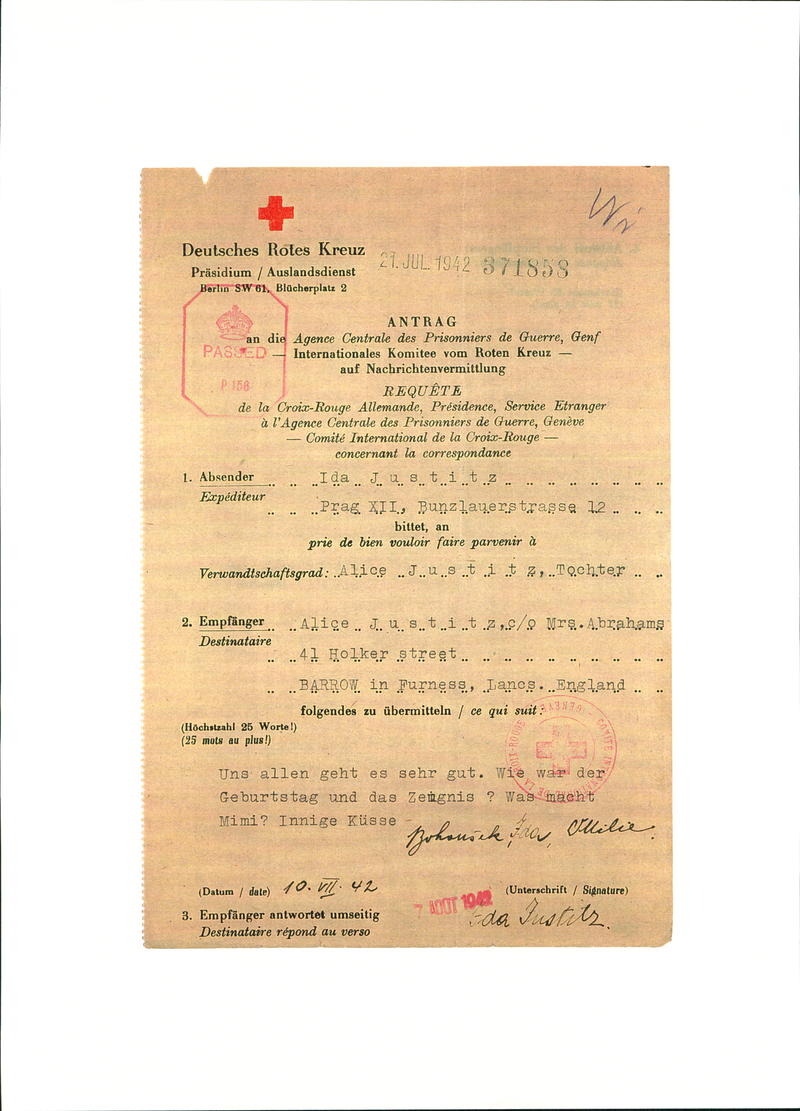 Wi
Deutsches Rotes Kreuz
Präsidium / Auslandsdienst
Berlin SW 61, Blücherplatz 2
21. JUL. 1942 371858
PASSED
P 156
ANTRAG
an die Agence Centrale des Prisonniers de Guerre, Genf
— Internationales Komitee vom Roten Kreuz —
auf Nachrichtenvermittlung
REQUÊTE
de la Croix-Rouge Allemande, Présidence, Service Etranger
à l'Agence Centrale des Prisonniers de Guerre, Genève
— Comité International de la Croix-Rouge —
concernant la correspondance
1. Absender Ida Justitz
Expéditeur
Prag XII, Bunzlauerstrasse 12
bittet, an
prie de bien vouloir faire parvenir à
Verwandtschaftsgrad: Alice Justitz, Tochter
2. Empfänger Alice Justitz, c/o Mrs. Abrahams
Destinataire
41 Holker street
BARROW in Furness, Lancs. England
folgendes zu übermitteln / ce qui suit:
(Höchstzahl 25 Worte!)
(25 mots au plus!)
Uns allen geht es sehr gut. Wie war der
Geburtstag und das Zeugnis ? Was macht
Mimi? Innige Küsse -
Bohoušek, Ida, Ottilie.
(Datum / date) 10. VII. 42
(Unterschrift / Signature)
7 AOUT 1942
3. Empfänger antwortet umseitig
Ida Justitz.
Destinataire répond au verso